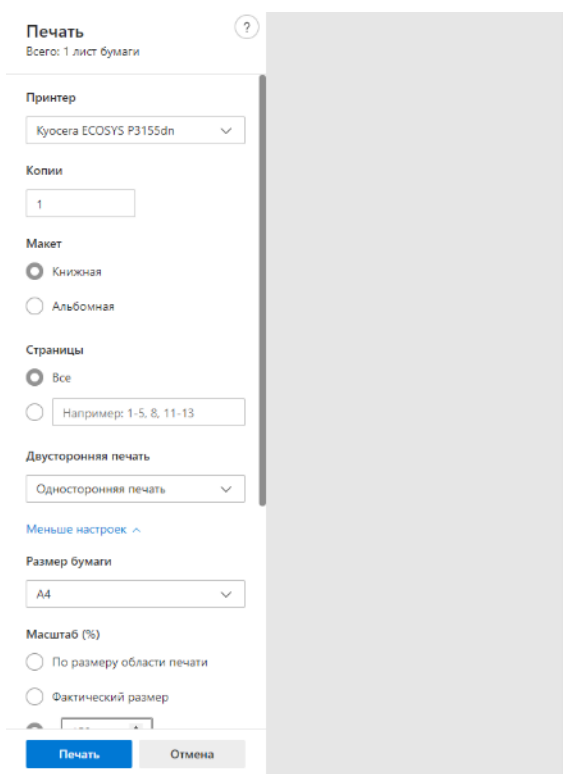 Печать
?
Всего: 1 лист бумаги
Принтер
Kyocera ECOSYS P3155dn
Копии
1
Макет
Книжная
Альбомная
Страницы
Все
Например: 1-5, 8, 11-13
Двусторонняя печать
Односторонняя печать
Меньше настроек
Размер бумаги
A4
Масштаб (%)
По размеру области печати
Фактический размер
Печать
Отмена